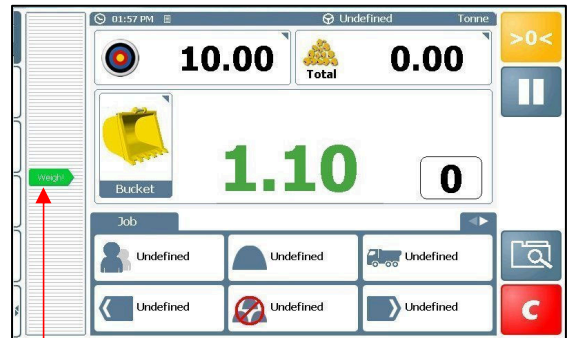 01:57 PM Undefined Tonne
>0<
10.00
Total
0.00
Weigh!
Bucket
1.10
0
Job
Undefined
Undefined
Undefined
Undefined
Undefined
Undefined
C